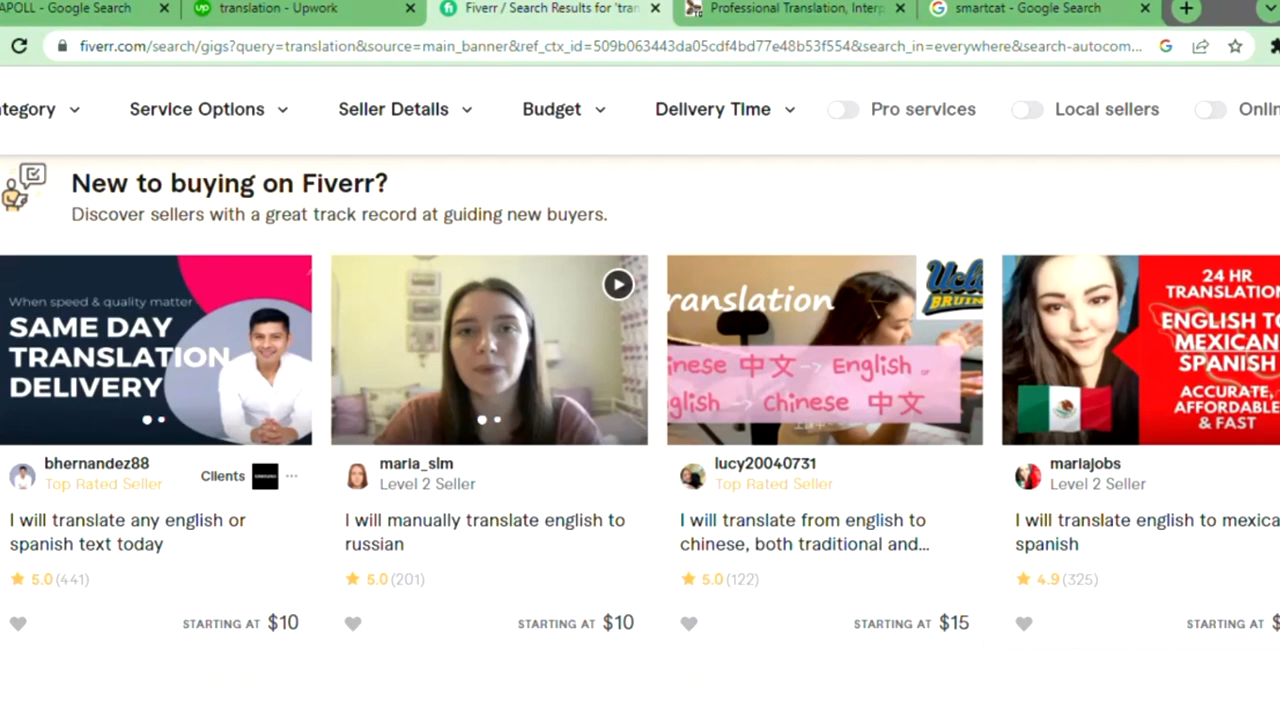 APOLL - Google Search
translation - Upwork
Fiverr / Search Results for 'tran
Professional Translation, Interp
smartcat - Google Search
fiverr.com/search/gigs?query=translation&source=main_banner&ref_ctx_id=509b063443da05cdf4bd77e48b53f554&search_in=everywhere&search-autocom...
ategory
Service Options
Seller Details
Budget
Delivery Time
Pro services
Local sellers
Onlin
New to buying on Fiverr?
Discover sellers with a great track record at guiding new buyers.
When speed & quality matter
SAME DAY
TRANSLATION
DELIVERY
ranslation
Ucla
BRUINS
inese 中文 -> English or
glish -> Chinese 中文
24 HR
TRANSLATION
ENGLISH TO
MEXICAN
SPANISH
ACCURATE,
AFFORDABLE
& FAST
bhernandez88
Top Rated Seller
Clients
SAMSUNG
maria_slm
Level 2 Seller
lucy20040731
Top Rated Seller
mariajobs
Level 2 Seller
I will translate any english or
spanish text today
I will manually translate english to
russian
I will translate from english to
chinese, both traditional and...
I will translate english to mexica
spanish
5.0 (441)
5.0 (201)
5.0 (122)
4.9 (325)
STARTING AT $10
STARTING AT $10
STARTING AT $15
STARTING AT $